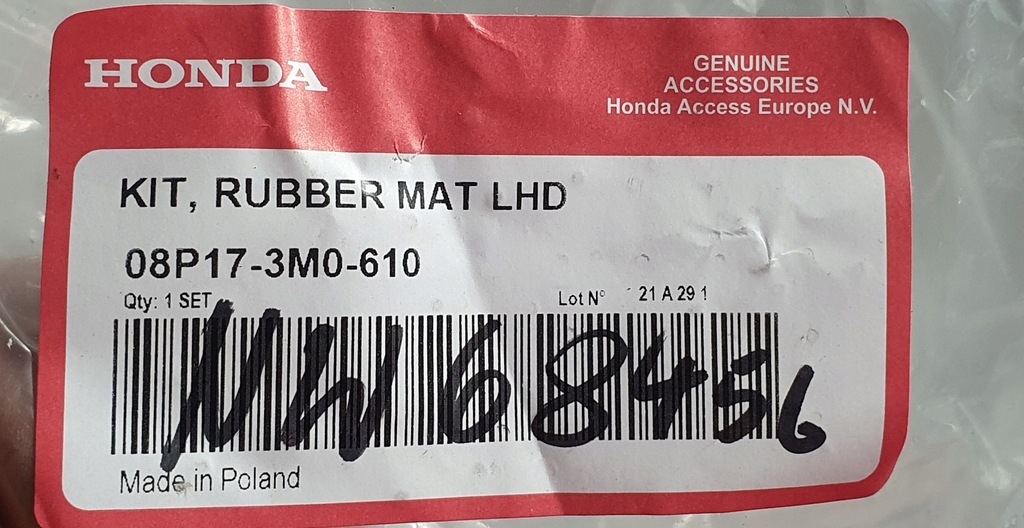 HONDA
GENUINE
ACCESSORIES
Honda Access Europe N.V.
KIT, RUBBER MAT LHD
08P17-3M0-610
Qty: 1 SET
Lot N° 21 A 29 1
NW 68456
Made in Poland